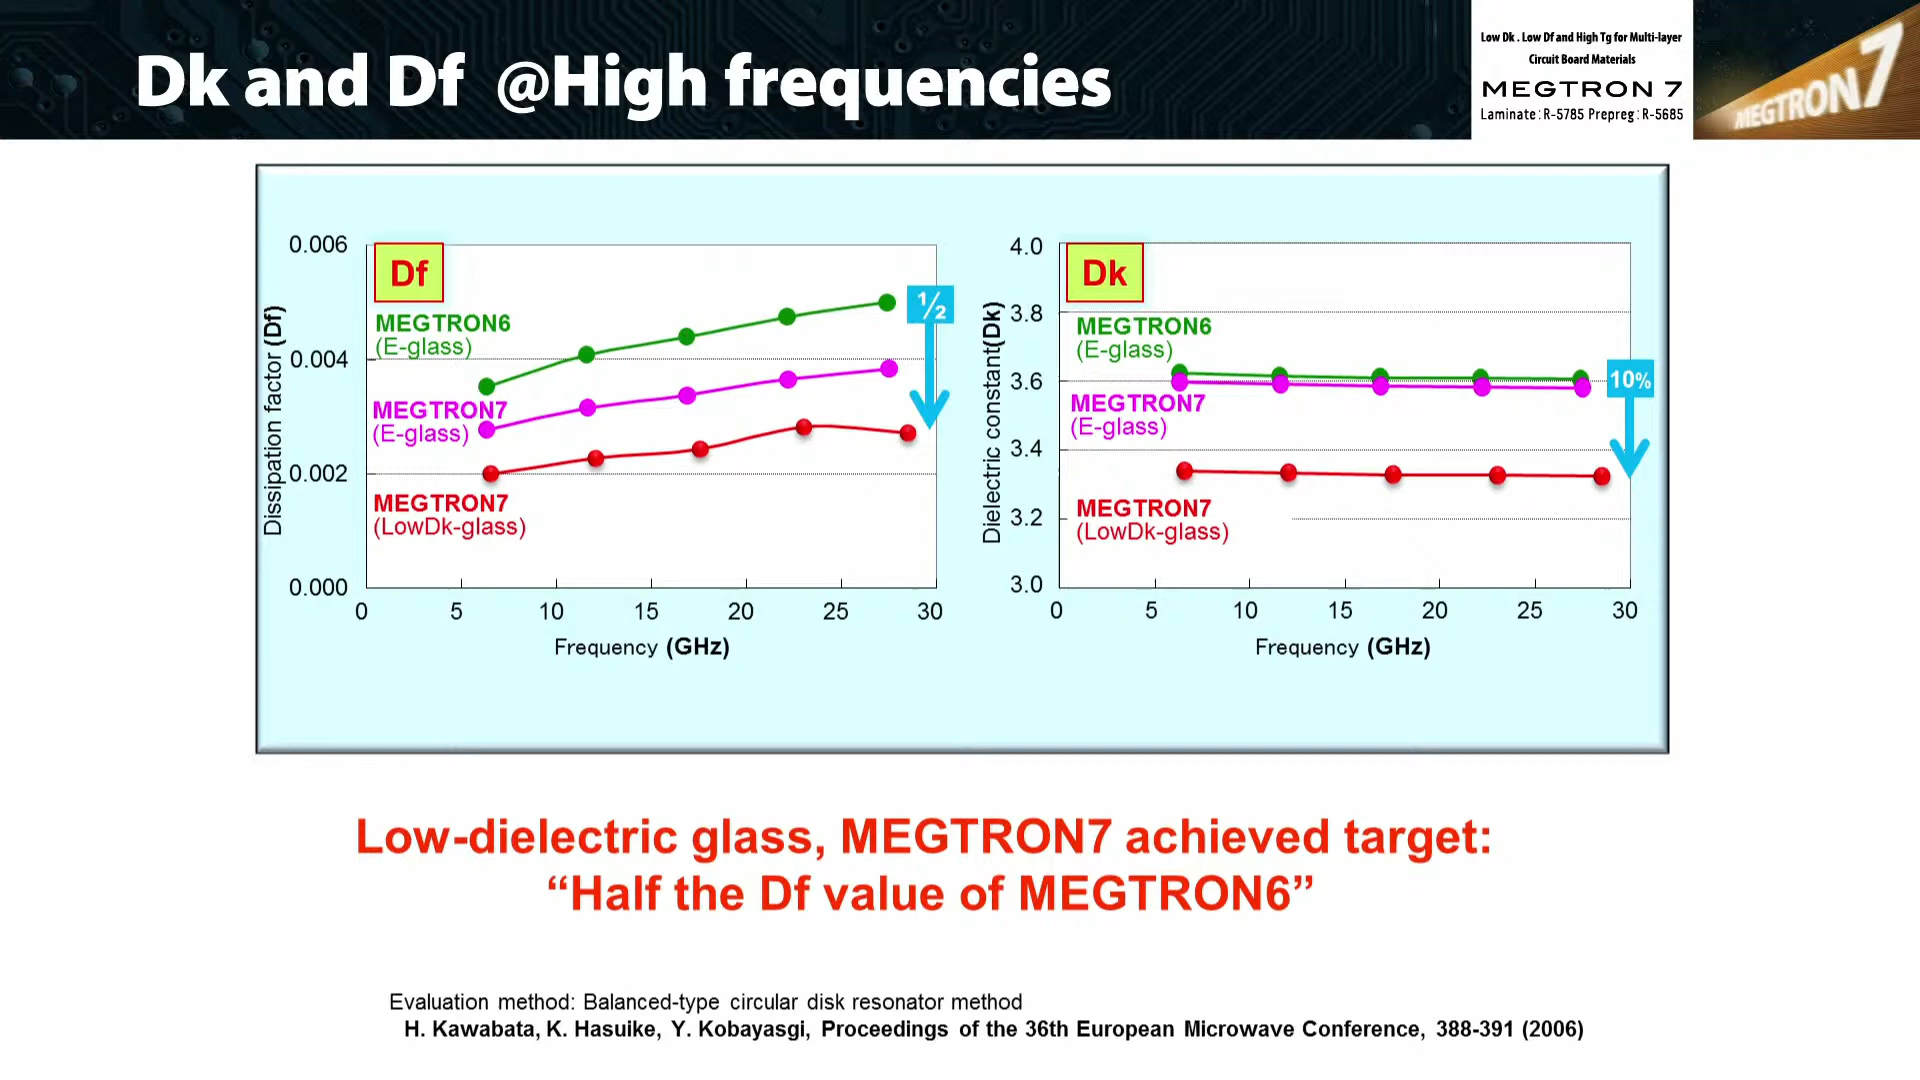 Dk and Df @High frequencies
Low Dk . Low Df and High Tg for Multi-layer
Circuit Board Materials
MEGTRON 7
Laminate : R-5785 Prepreg : R-5685
MEGTRON 7
Df
Dissipation factor (Df)
0.006
0.004
0.002
0.000
MEGTRON6
(E-glass)
MEGTRON7
(E-glass)
MEGTRON7
(LowDk-glass)
½
0 5 10 15 20 25 30
Frequency (GHz)
Dk
Dielectric constant(Dk)
4.0
3.8
3.6
3.4
3.2
3.0
MEGTRON6
(E-glass)
MEGTRON7
(E-glass)
MEGTRON7
(LowDk-glass)
10%
0 5 10 15 20 25 30
Frequency (GHz)
Low-dielectric glass, MEGTRON7 achieved target:
“Half the Df value of MEGTRON6”
Evaluation method: Balanced-type circular disk resonator method
H. Kawabata, K. Hasuike, Y. Kobayasgi, Proceedings of the 36th European Microwave Conference, 388-391 (2006)